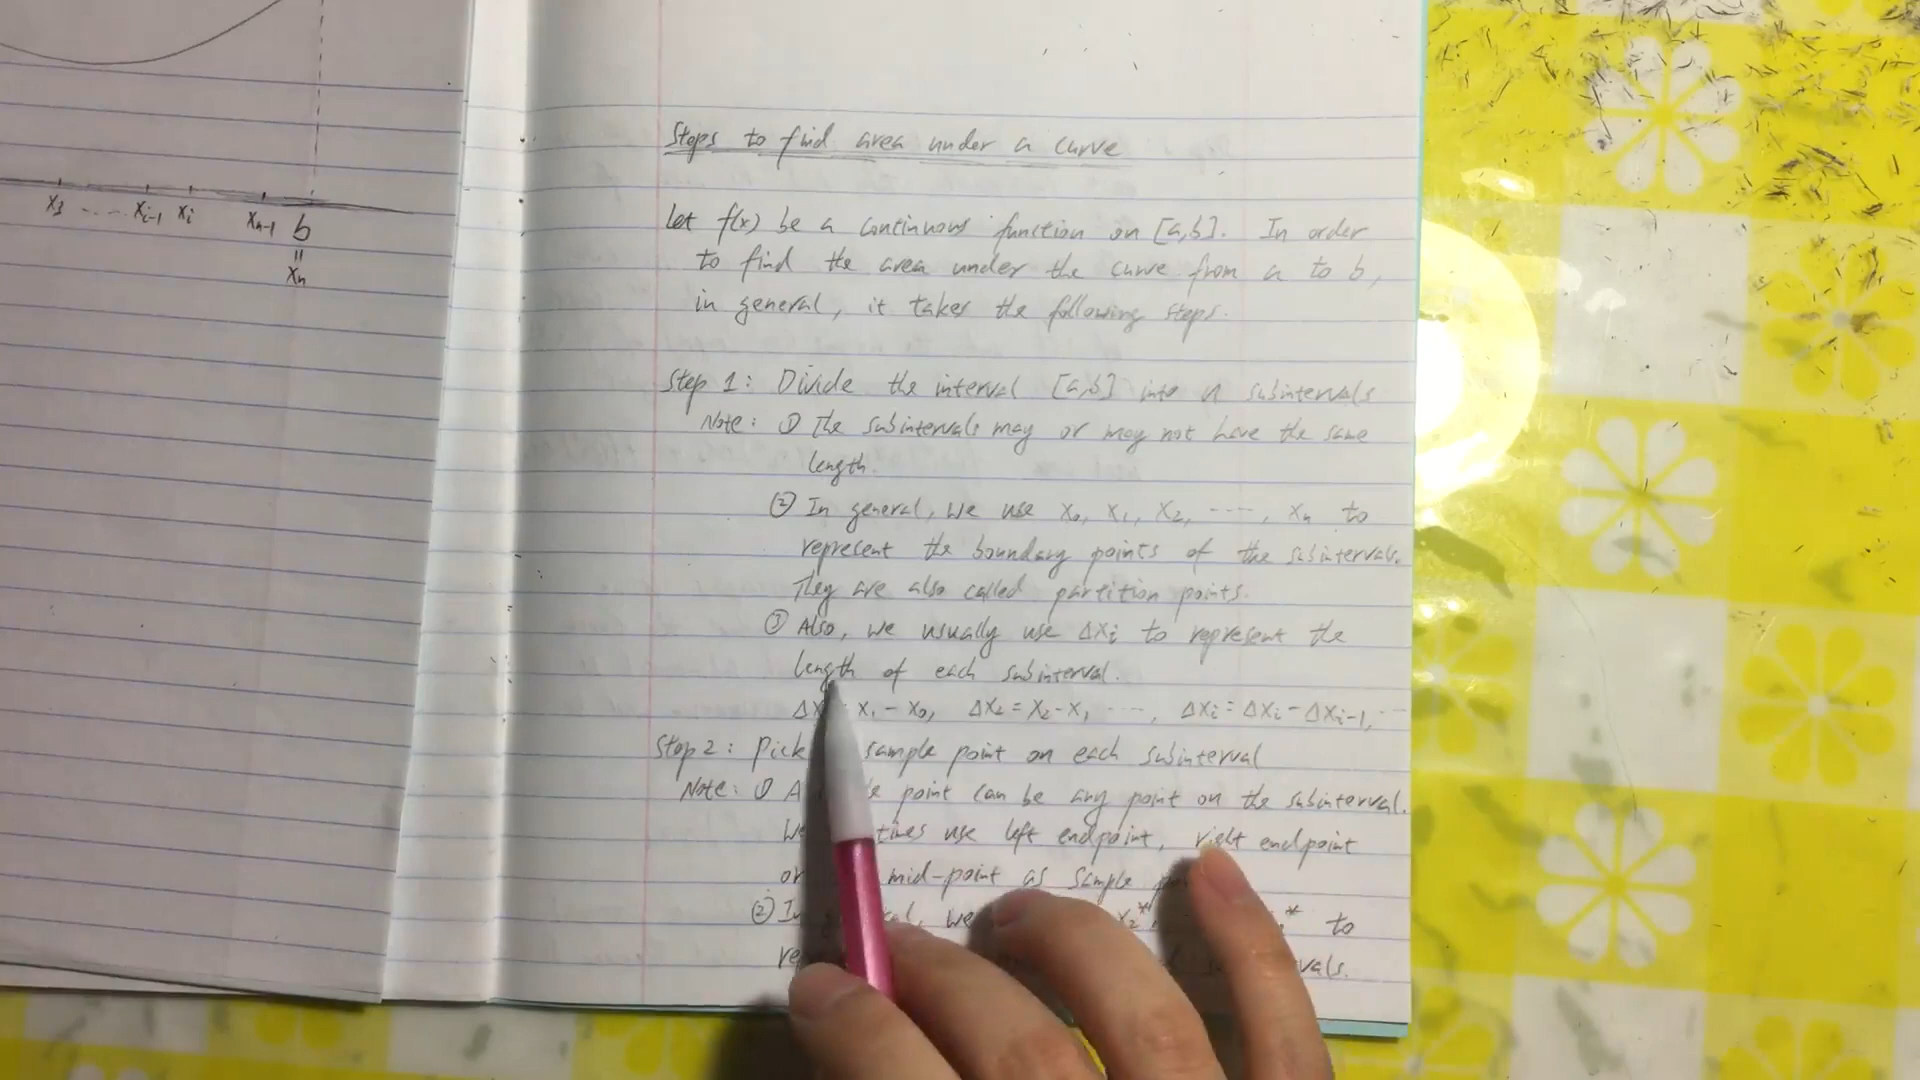 x₃ ..... xᵢ₋₁ xᵢ xₙ₋₁ b
=
xₙ
Steps to find area under a curve
Let f(x) be a continuous function on [a,b]. In order
to find the area under the curve from a to b,
in general, it takes the following steps.
Step 1: Divide the interval [a,b] into n subintervals
Note: ① The subintervals may or may not have the same
length.
② In general, we use x₀, x₁, x₂, ....., xₙ to
represent the boundary points of the subintervals.
They are also called partition points.
③ Also, we usually use Δxᵢ to represent the
length of each subinterval.
Δx x₁ - x₀, Δx₂ = x₂ - x₁ ....., Δxᵢ = Δxᵢ - Δxᵢ₋₁, ...
Step 2: Pick sample point on each subinterval
Note: ① A point can be any point on the subinterval.
use left endpoint, right endpoint
or mid-point as sample
② we x₂* * to